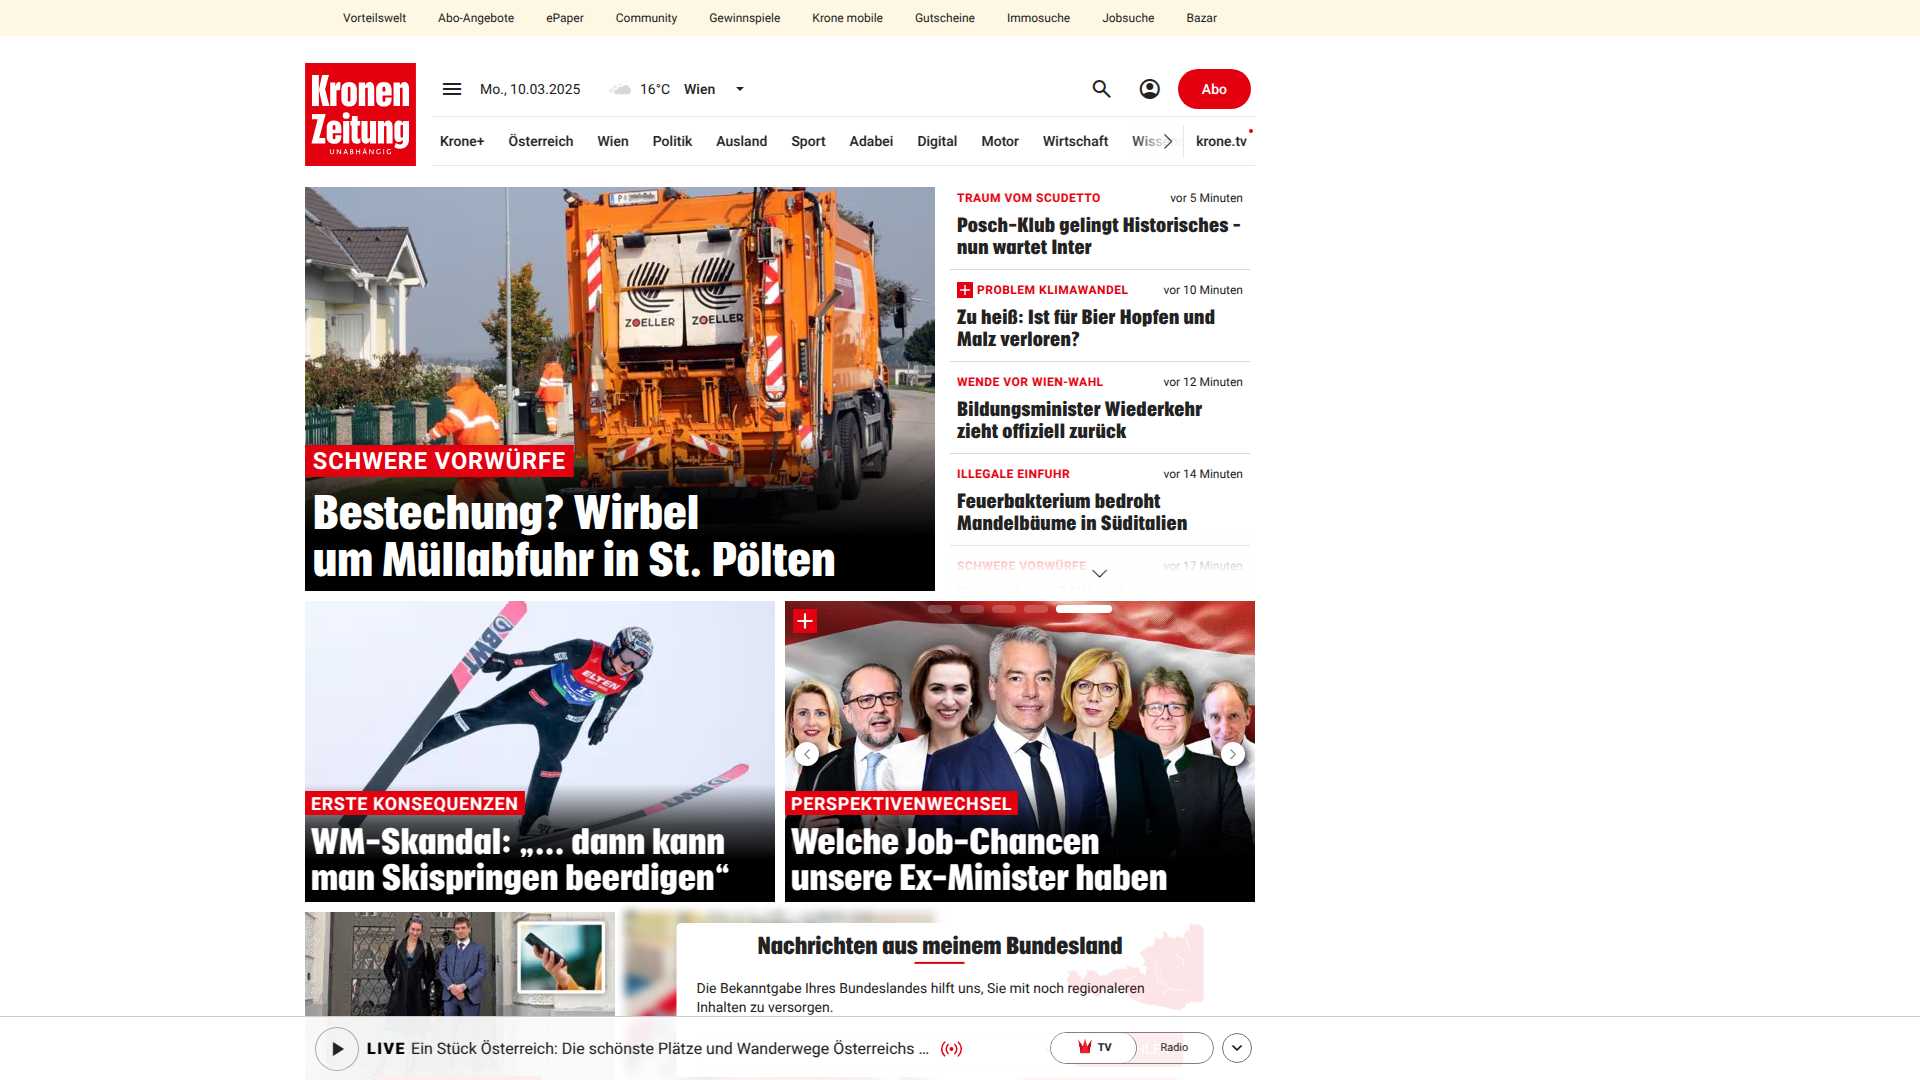 Vorteilswelt Abo-Angebote ePaper Community Gewinnspiele Krone mobile Gutscheine Immosuche Jobsuche Bazar
Kronen
Zeitung
UNABHÄNGIG
Mo., 10.03.2025 16°C Wien
Abo
Krone+ Österreich Wien Politik Ausland Sport Adabei Digital Motor Wirtschaft krone.tv
ZOELLER ZOELLER
SCHWERE VORWÜRFE
Bestechung? Wirbel
um Müllabfuhr in St. Pölten
TRAUM VOM SCUDETTO vor 5 Minuten
Posch-Klub gelingt Historisches -
nun wartet Inter
PROBLEM KLIMAWANDEL vor 10 Minuten
Zu heiß: Ist für Bier Hopfen und
Malz verloren?
WENDE VOR WIEN-WAHL vor 12 Minuten
Bildungsminister Wiederkehr
zieht offiziell zurück
ILLEGALE EINFUHR vor 14 Minuten
Feuerbakterium bedroht
Mandelbäume in Süditalien
SCHWERE VORWÜRFE vor 17 Minuten
BWT
ELTEN
BWT
ERSTE KONSEQUENZEN
WM-Skandal: „... dann kann
man Skispringen beerdigen“
PERSPEKTIVENWECHSEL
Welche Job-Chancen
unsere Ex-Minister haben
Nachrichten aus meinem Bundesland
Die Bekanntgabe Ihres Bundeslandes hilft uns, Sie mit noch regionaleren
Inhalten zu versorgen.
LIVE Ein Stück Österreich: Die schönste Plätze und Wanderwege Österreichs ...
TV Radio